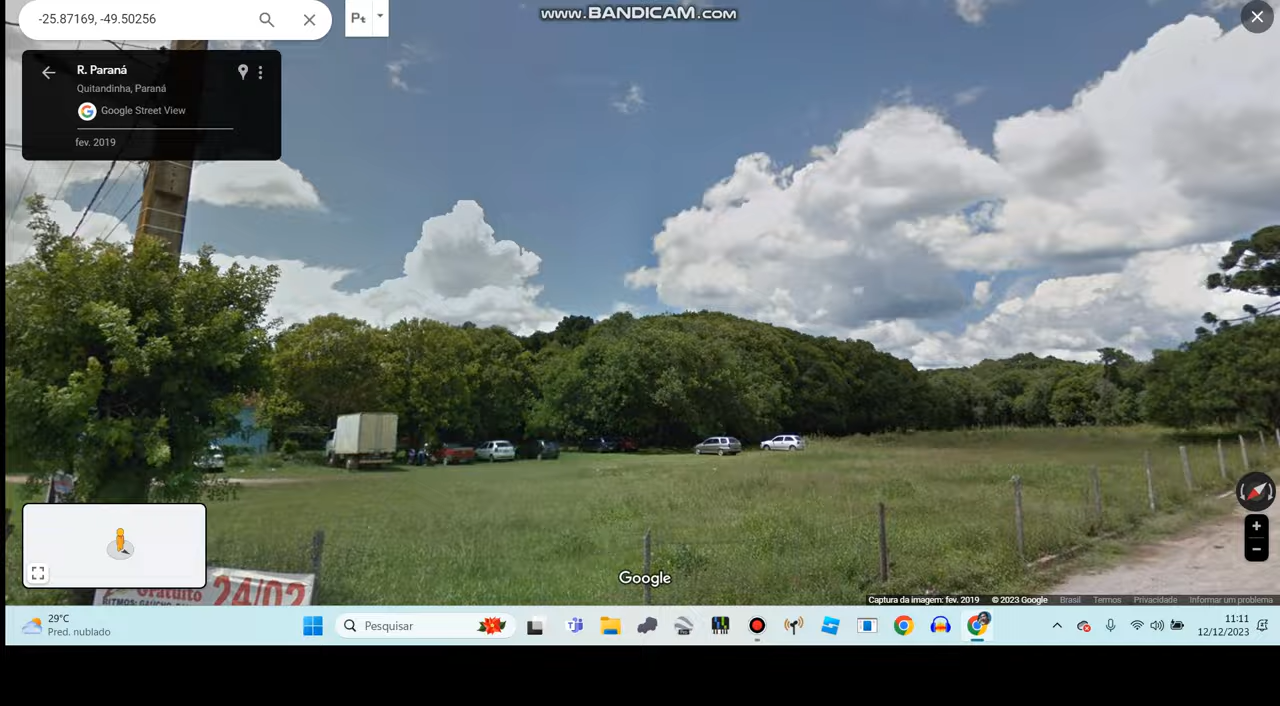 www.BANDICAM.com
-25.87169, -49.50256
R. Paraná
Quitandinha, Paraná
Google Street View
fev. 2019
Gratuito
24/02
Google
Captura da imagem: fev. 2019 © 2023 Google Brasil Termos Privacidade Informar um problema
29°C
Pred. nublado
Pesquisar
11:11
12/12/2023